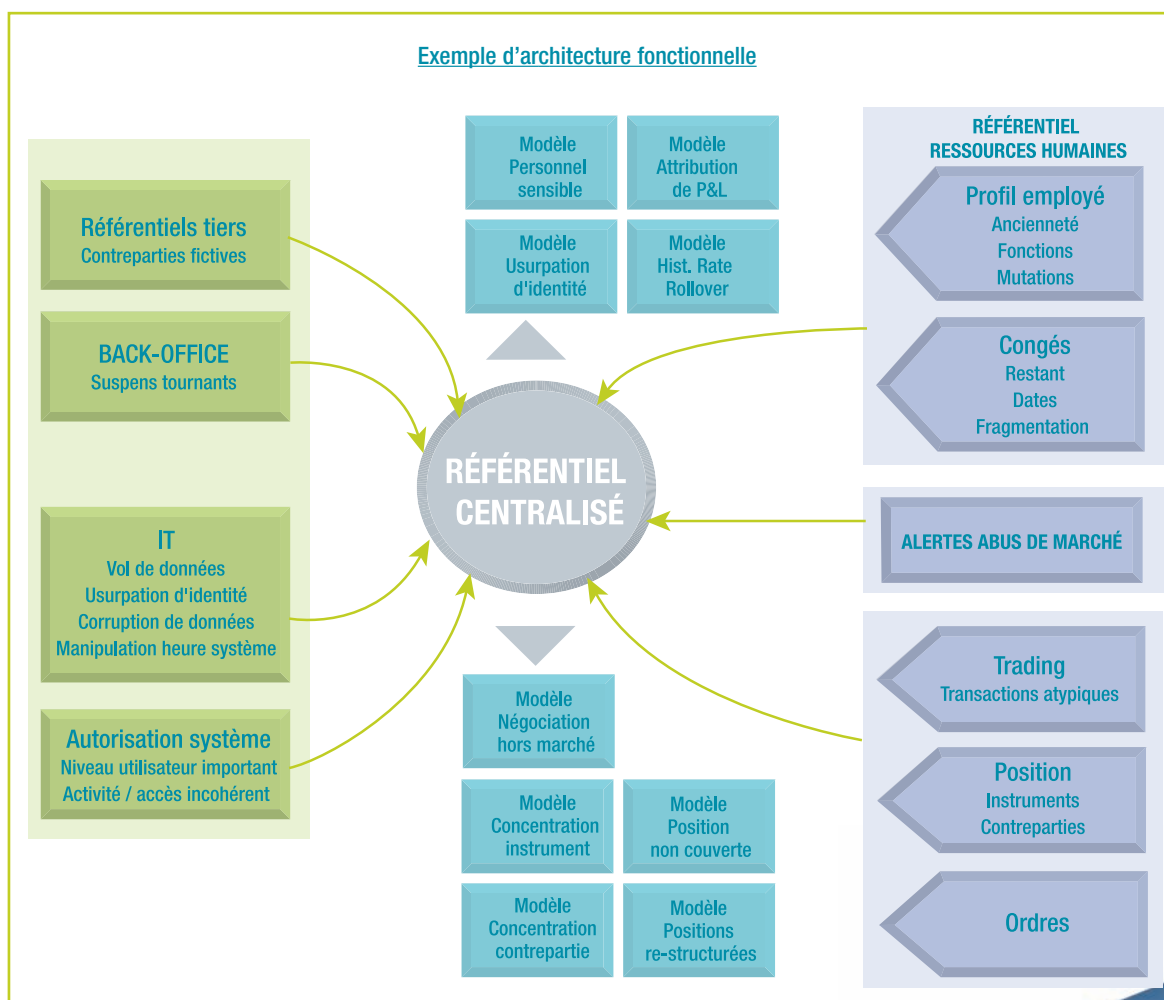 Exemple d'architecture fonctionnelle
Référentiels tiers
Contreparties fictives
BACK-OFFICE
Suspens tournants
IT
Vol de données
Usurpation d'identité
Corruption de données
Manipulation heure système
Autorisation système
Niveau utilisateur important
Activité / accès incohérent
Modèle
Personnel
sensible
Modèle
Attribution
de P&L
Modèle
Usurpation
d'identité
Modèle
Hist. Rate
Rollover
RÉFÉRENTIEL
CENTRALISÉ
Modèle
Négociation
hors marché
Modèle
Concentration
instrument
Modèle
Position
non couverte
Modèle
Concentration
contrepartie
Modèle
Positions
re-structurées
RÉFÉRENTIEL
RESSOURCES HUMAINES
Profil employé
Ancienneté
Fonctions
Mutations
Congés
Restant
Dates
Fragmentation
ALERTES ABUS DE MARCHÉ
Trading
Transactions atypiques
Position
Instruments
Contreparties
Ordres